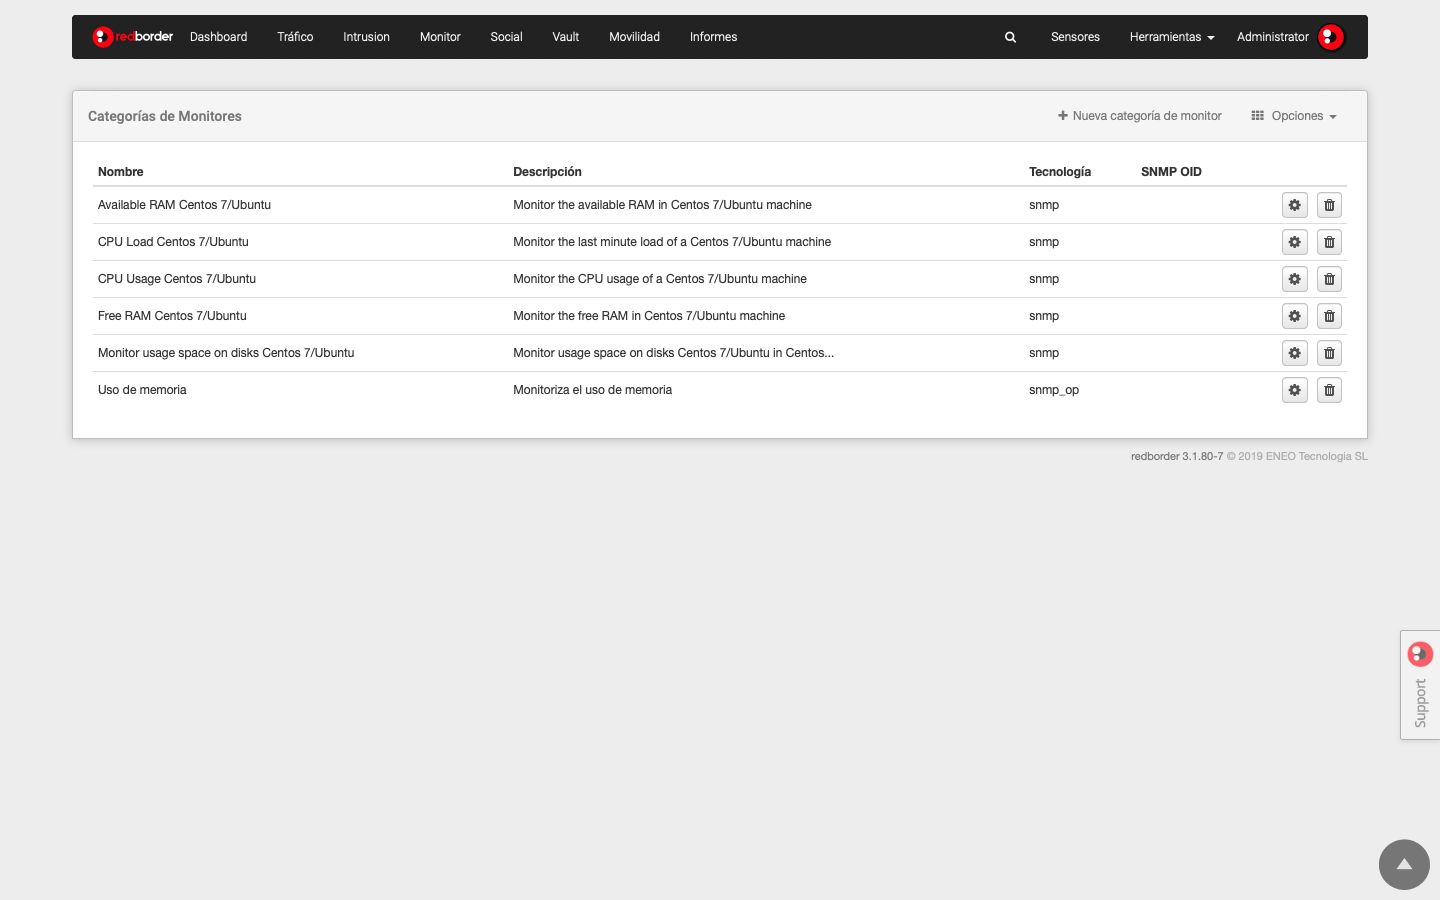 redborder Dashboard Tráfico Intrusion Monitor Social Vault Movilidad Informes Sensores Herramientas Administrator
Categorías de Monitores Nueva categoría de monitor Opciones
Nombre Descripción Tecnología SNMP OID
Available RAM Centos 7/Ubuntu Monitor the available RAM in Centos 7/Ubuntu machine snmp
CPU Load Centos 7/Ubuntu Monitor the last minute load of a Centos 7/Ubuntu machine snmp
CPU Usage Centos 7/Ubuntu Monitor the CPU usage of a Centos 7/Ubuntu machine snmp
Free RAM Centos 7/Ubuntu Monitor the free RAM in Centos 7/Ubuntu machine snmp
Monitor usage space on disks Centos 7/Ubuntu Monitor usage space on disks Centos 7/Ubuntu in Centos... snmp
Uso de memoria Monitoriza el uso de memoria snmp_op
redborder 3.1.80-7 © 2019 ENEO Tecnologia SL
Support